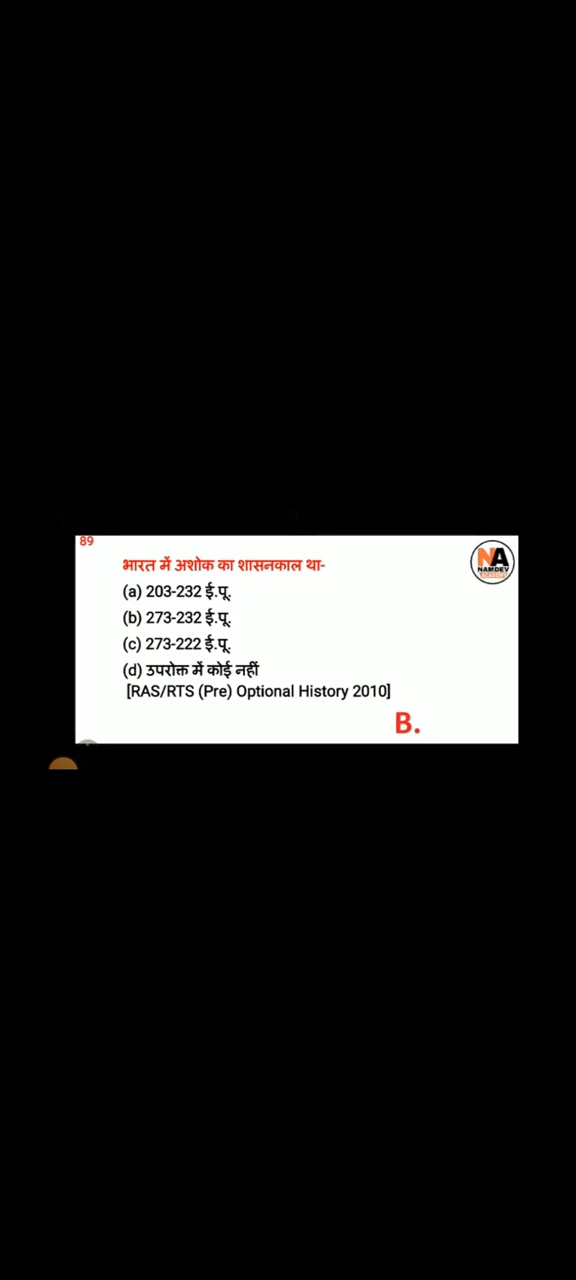 89
भारत में अशोक का शासनकाल था-
(a) 203-232 ई.पू.
(b) 273-232 ई.पू.
(c) 273-222 ई.पू.
(d) उपरोक्त में कोई नहीं
[RAS/RTS (Pre) Optional History 2010]
B.
NA
NAMDEV